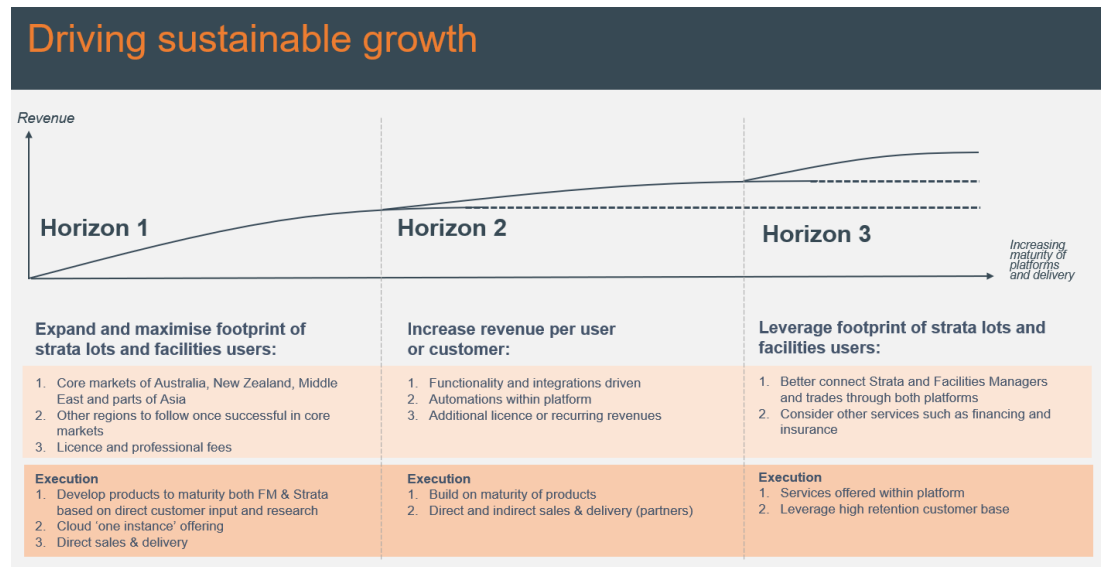 Driving sustainable growth
Revenue
Horizon 1
Horizon 2
Horizon 3
Increasing
maturity of
platforms
and delivery
Expand and maximise footprint of
strata lots and facilities users:
1. Core markets of Australia, New Zealand, Middle
East and parts of Asia
2. Other regions to follow once successful in core
markets
3. Licence and professional fees
Execution
1. Develop products to maturity both FM & Strata
based on direct customer input and research
2. Cloud ‘one instance’ offering
3. Direct sales & delivery
Increase revenue per user
or customer:
1. Functionality and integrations driven
2. Automations within platform
3. Additional licence or recurring revenues
Execution
1. Build on maturity of products
2. Direct and indirect sales & delivery (partners)
Leverage footprint of strata lots and
facilities users:
1. Better connect Strata and Facilities Managers
and trades through both platforms
2. Consider other services such as financing and
insurance
Execution
1. Services offered within platform
2. Leverage high retention customer base